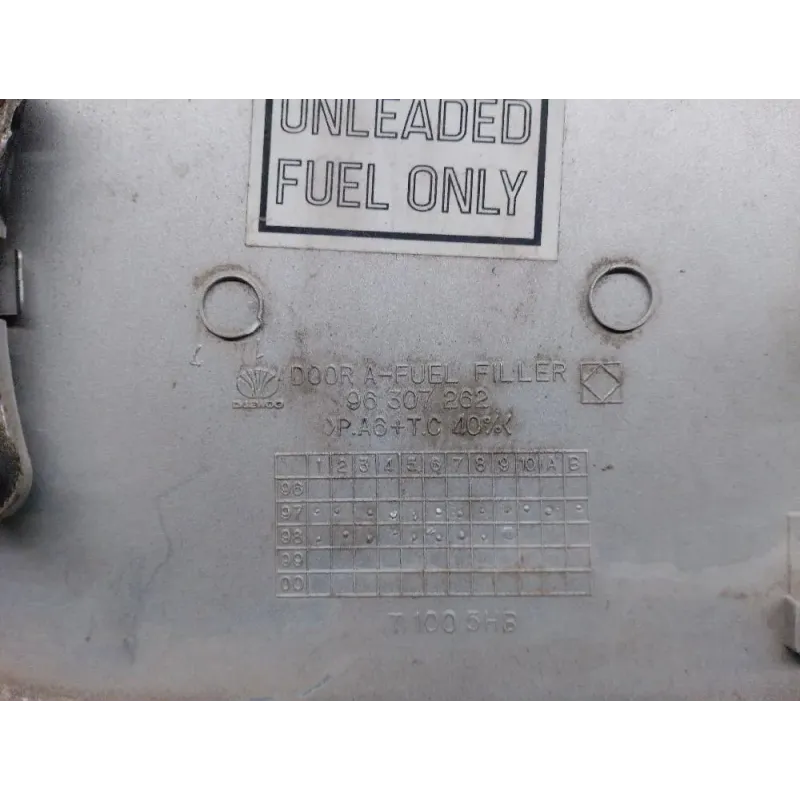 UNLEADED
FUEL ONLY
DOOR A-FUEL FILLER
DAEWOO
96 307 262
>P.A6+T.C 40%<
1 2 3 4 5 6 7 8 9 10 A B
96
97
98
99
00
T.100 5HB